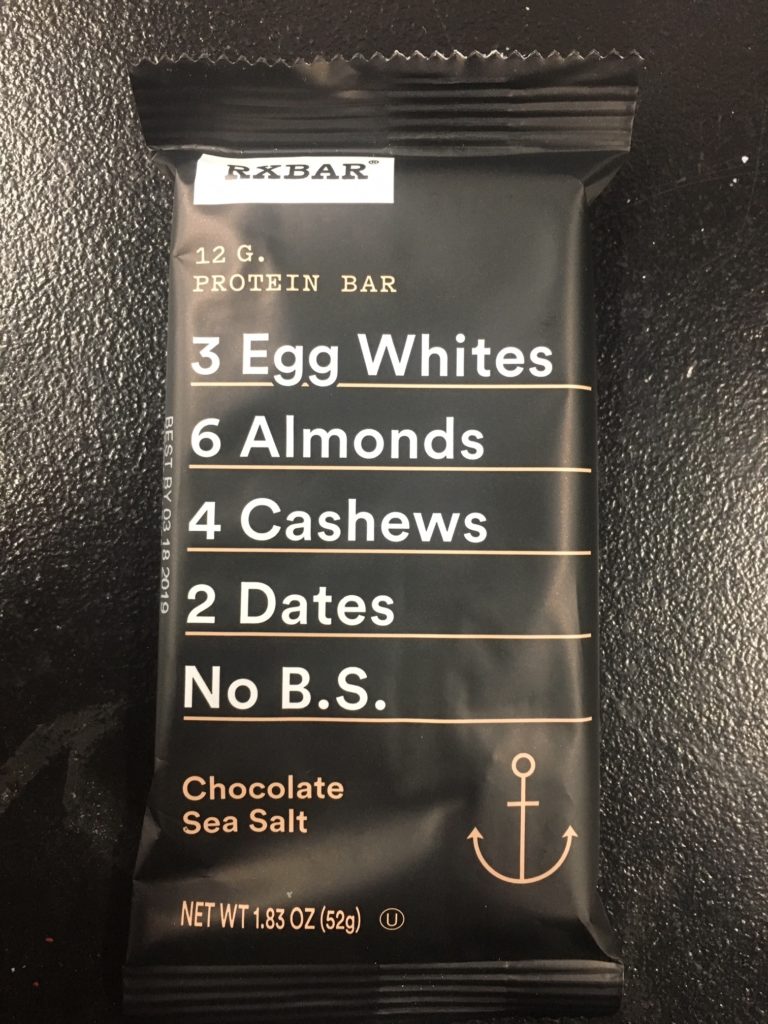 RXBAR®
12 G.
PROTEIN BAR
3 Egg Whites
6 Almonds
4 Cashews
2 Dates
No B.S.
Chocolate
Sea Salt
NET WT 1.83 OZ (52g) Ⓤ
BEST BY 03 18 2019